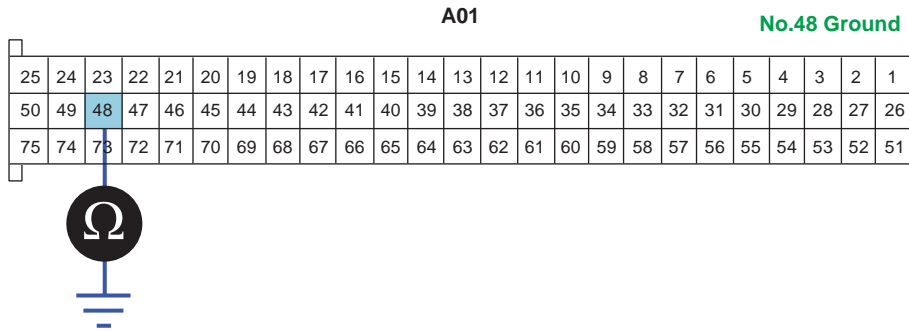 A01
No.48 Ground
25 24 23 22 21 20 19 18 17 16 15 14 13 12 11 10 9 8 7 6 5 4 3 2 1
50 49 48 47 46 45 44 43 42 41 40 39 38 37 36 35 34 33 32 31 30 29 28 27 26
75 74 73 72 71 70 69 68 67 66 65 64 63 62 61 60 59 58 57 56 55 54 53 52 51
Ω